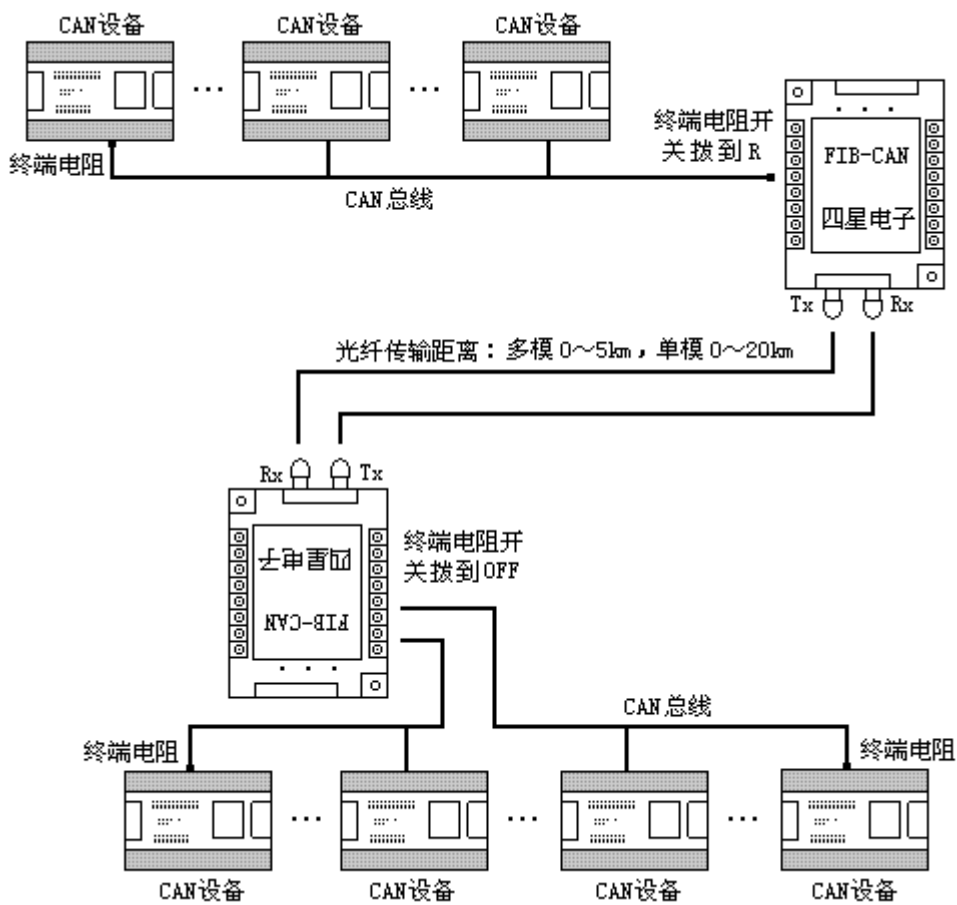 CAN设备
CAN设备
CAN设备
终端电阻
CAN总线
终端电阻开
关拨到R
FIB-CAN
四星电子
Tx
Rx
光纤传输距离：多模0～5km，单模0～20km
Rx
Tx
四星电子
FIB-CAN
终端电阻开
关拨到OFF
CAN总线
终端电阻
终端电阻
CAN设备
CAN设备
CAN设备
CAN设备